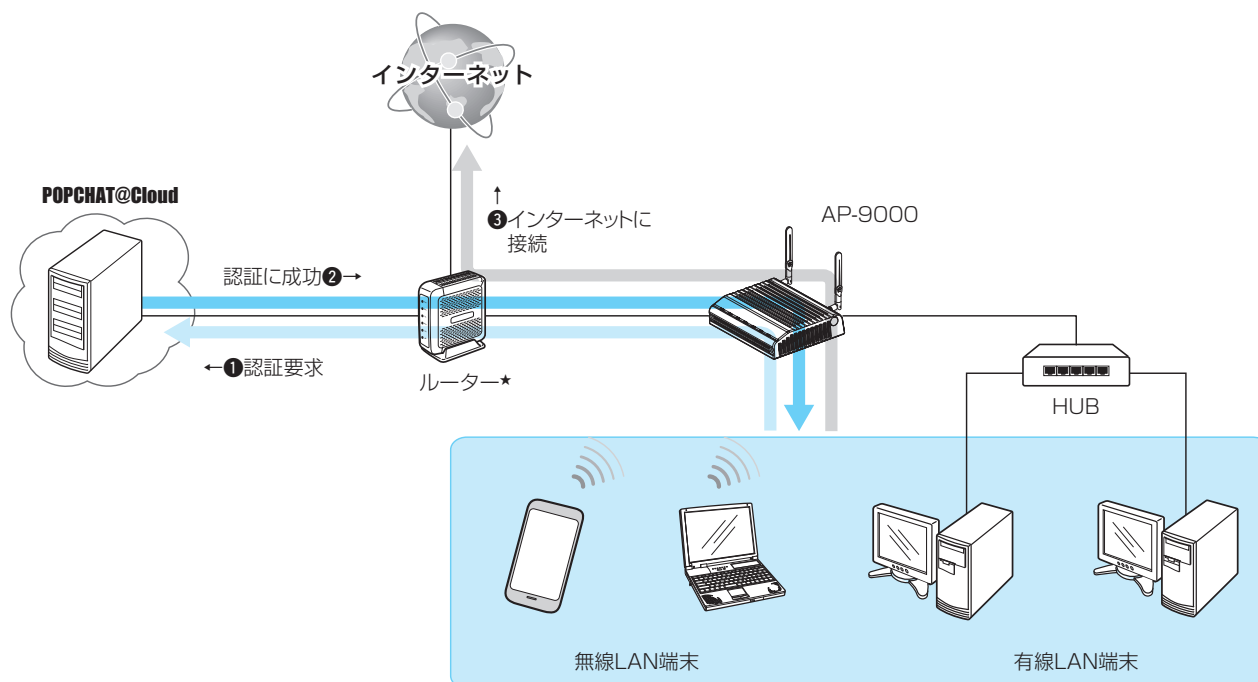 インターネット
POPCHAT@Cloud
↑
❸インターネットに
接続
AP-9000
認証に成功❷→
←❶認証要求
ルーター★
HUB
無線LAN端末
有線LAN端末